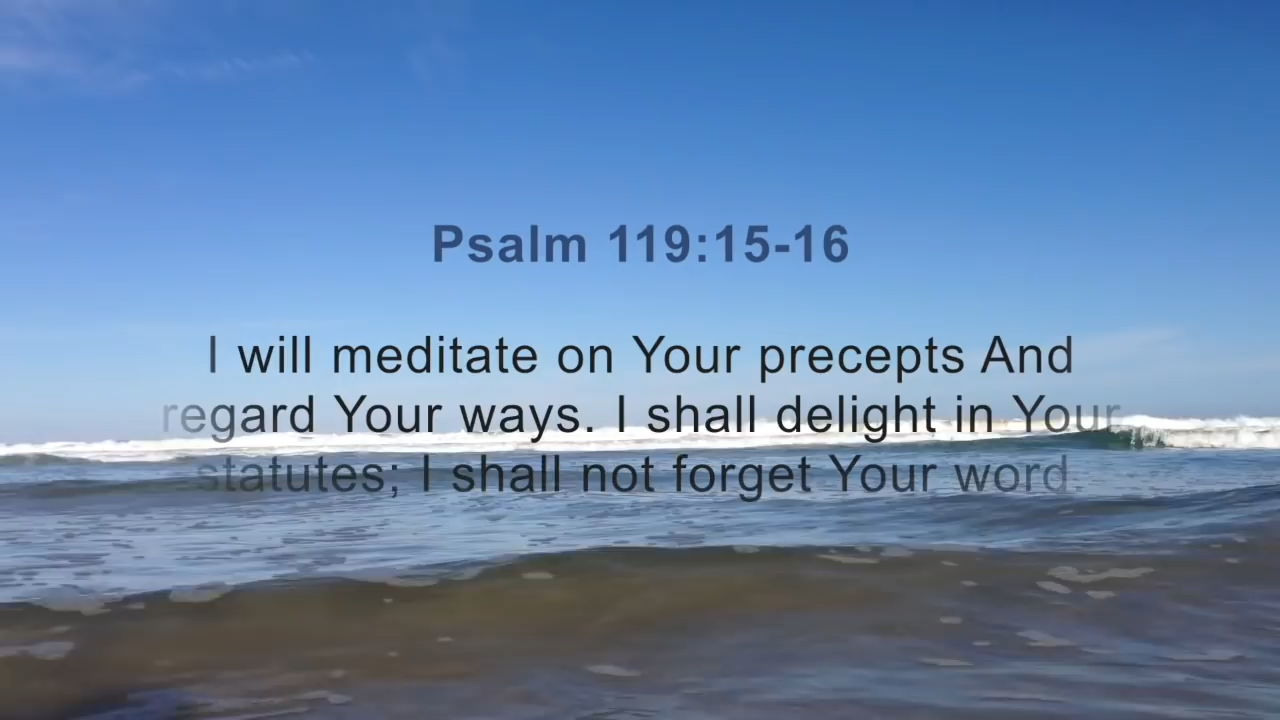 Psalm 119:15-16
I will meditate on Your precepts And
regard Your ways. I shall delight in Your
statutes; I shall not forget Your word